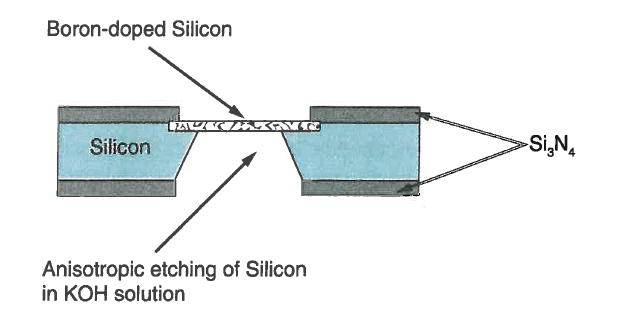 Boron-doped Silicon
Silicon
Si₃N₄
Anisotropic etching of Silicon
in KOH solution